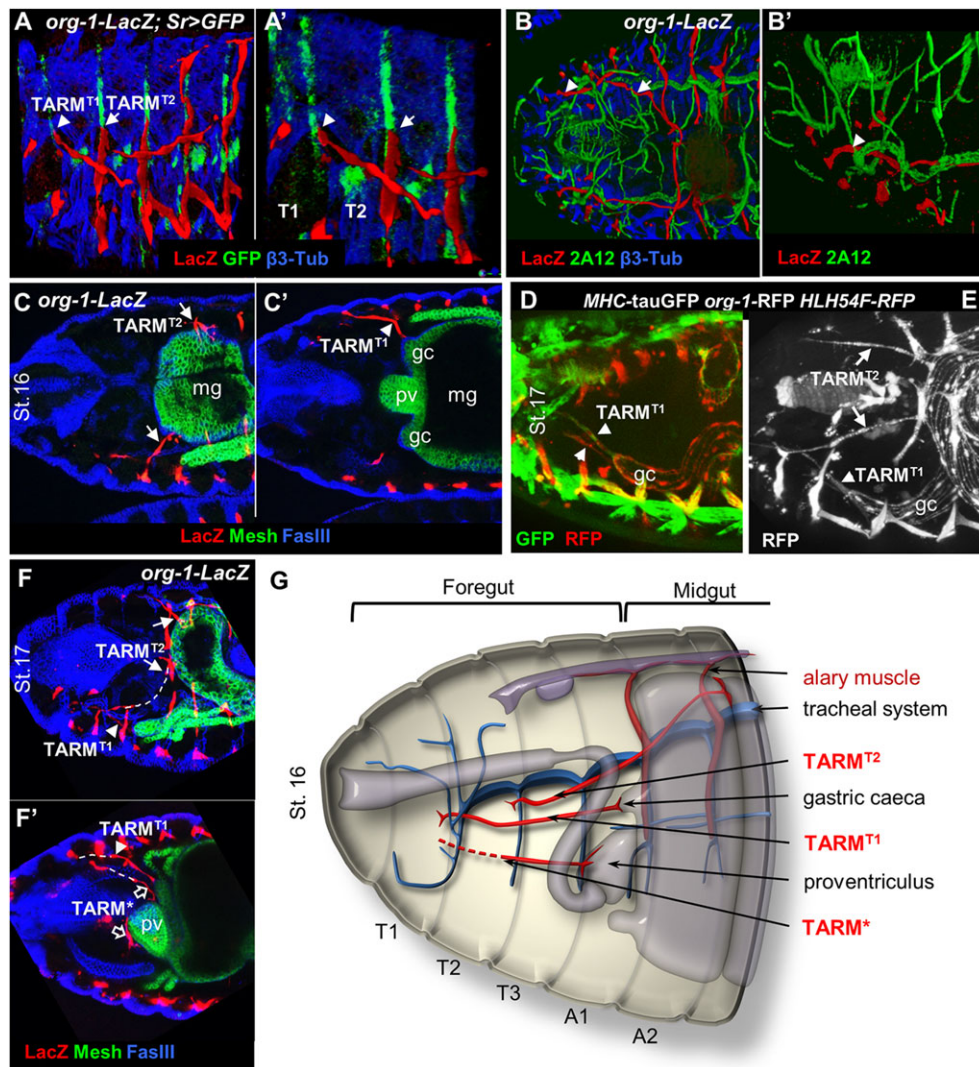 A org-1-LacZ; Sr>GFP A'
TARMT1 TARMT2
T1 T2
LacZ GFP β3-Tub
B org-1-LacZ B'
LacZ 2A12 β3-Tub
LacZ 2A12
C org-1-LacZ C'
TARMT2
TARMT1
St.16
mg
gc
pv
mg
gc
LacZ Mesh FasIII
D MHC-tauGFP org-1-RFP HLH54F-RFP E
St.17
TARMT1
gc
GFP RFP
TARMT2
TARMT1
gc
RFP
F org-1-LacZ
St.17
TARMT2
TARMT1
F'
TARMT1
TARM*
pv
LacZ Mesh FasIII
G
Foregut Midgut
St. 16
alary muscle
tracheal system
TARMT2
gastric caeca
TARMT1
proventriculus
TARM*
T1
T2
T3
A1
A2